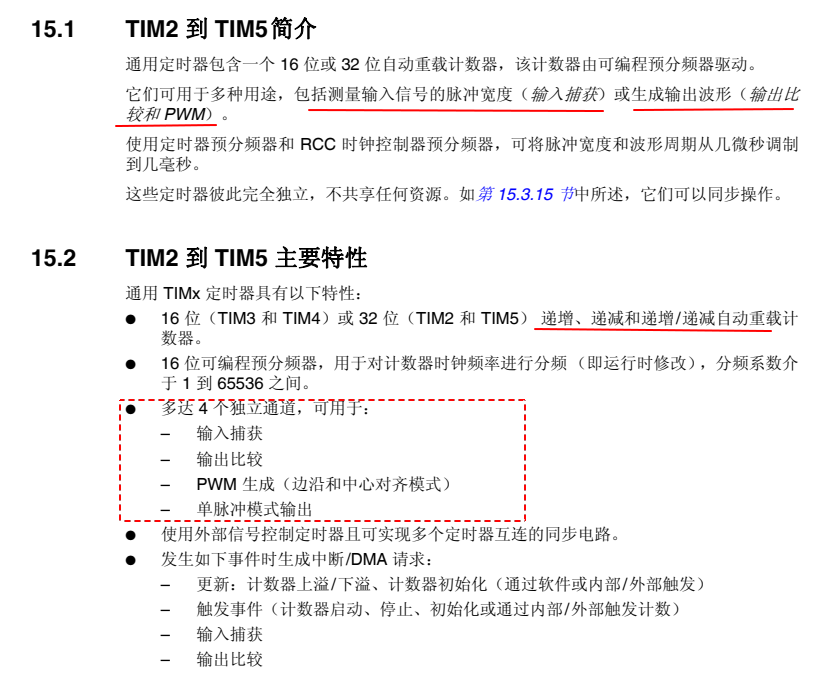 15.1 TIM2 到 TIM5简介
通用定时器包含一个 16 位或 32 位自动重载计数器，该计数器由可编程预分频器驱动。
它们可用于多种用途，包括测量输入信号的脉冲宽度（输入捕获）或生成输出波形（输出比
较和 PWM）。
使用定时器预分频器和 RCC 时钟控制器预分频器，可将脉冲宽度和波形周期从几微秒调制
到几毫秒。
这些定时器彼此完全独立，不共享任何资源。如第 15.3.15 节中所述，它们可以同步操作。
15.2 TIM2 到 TIM5 主要特性
通用 TIMx 定时器具有以下特性：
● 16 位（TIM3 和 TIM4）或 32 位（TIM2 和 TIM5） 递增、递减和递增/递减自动重载计
数器。
● 16 位可编程预分频器，用于对计数器时钟频率进行分频 （即运行时修改），分频系数介
于 1 到 65536 之间。
● 多达 4 个独立通道，可用于：
– 输入捕获
– 输出比较
– PWM 生成（边沿和中心对齐模式）
– 单脉冲模式输出
● 使用外部信号控制定时器且可实现多个定时器互连的同步电路。
● 发生如下事件时生成中断/DMA 请求：
– 更新：计数器上溢/下溢、计数器初始化（通过软件或内部/外部触发）
– 触发事件（计数器启动、停止、初始化或通过内部/外部触发计数）
– 输入捕获
– 输出比较